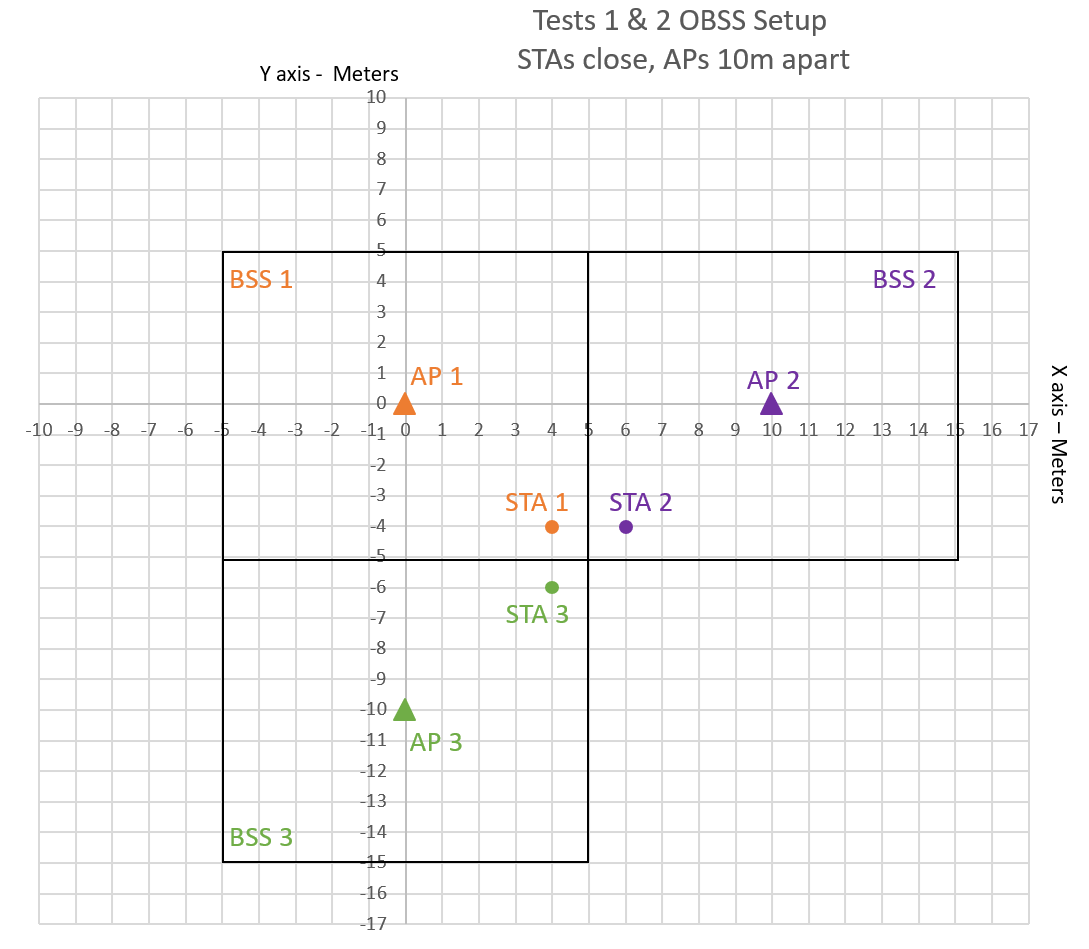 Tests 1 & 2 OBSS Setup
STAs close, APs 10m apart
Y axis - Meters
10
9
8
7
6
5
BSS 1
4
BSS 2
3
2
1
AP 1
AP 2
0
X axis – Meters
-10 -9 -8 -7 -6 -5 -4 -3 -2 -1 0 1 2 3 4 5 6 7 8 9 10 11 12 13 14 15 16 17
-1
-2
-3
STA 1
STA 2
-4
-5
-6
STA 3
-7
-8
-9
-10
AP 3
-11
-12
-13
BSS 3
-14
-15
-16
-17